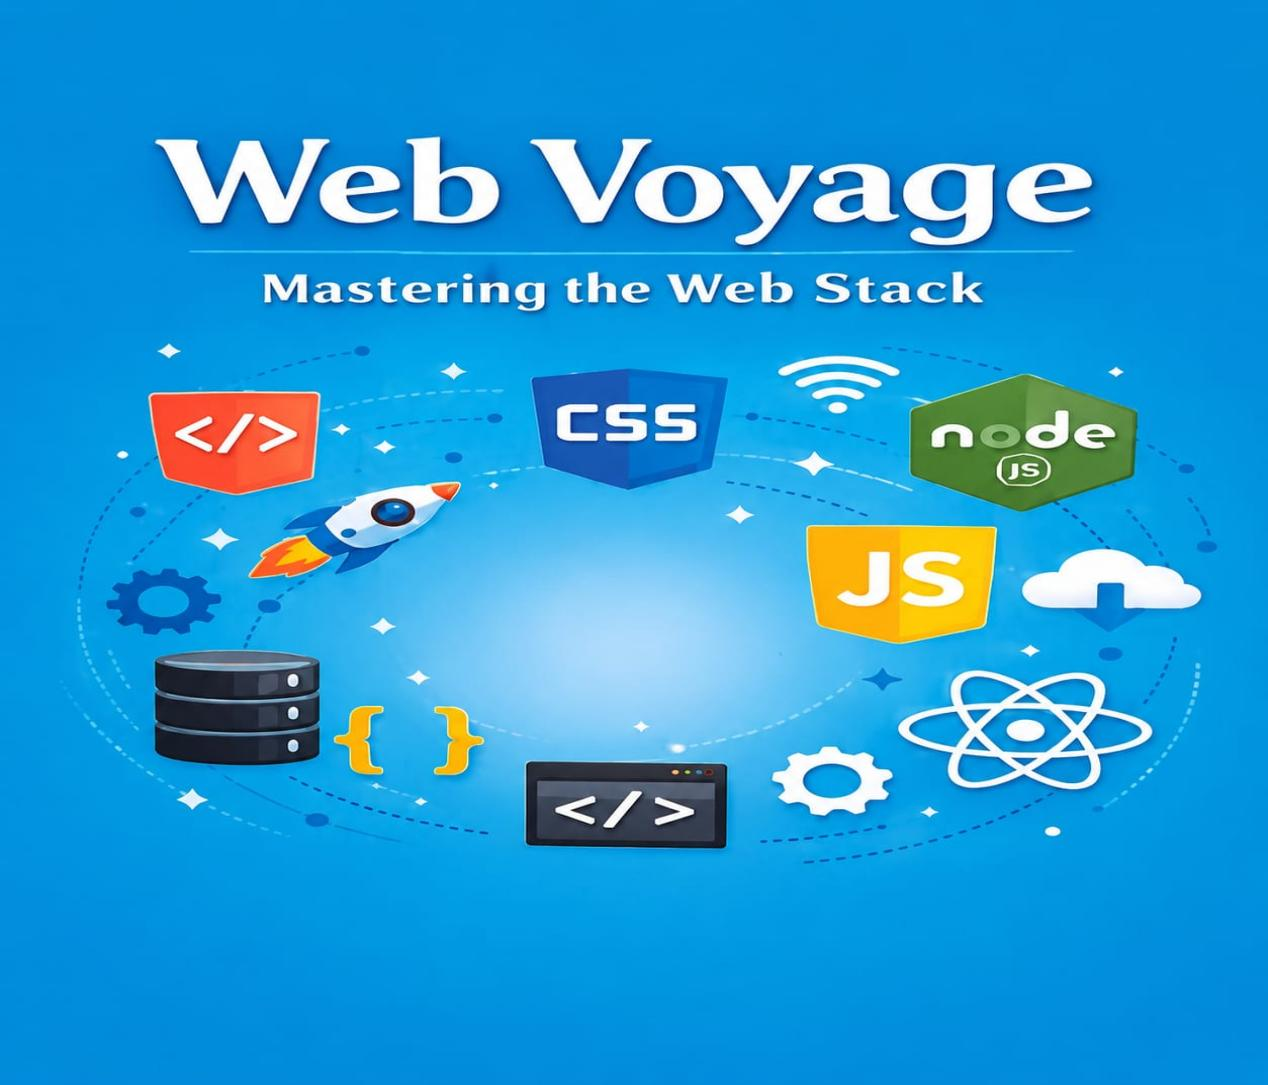 Web Voyage
Mastering the Web Stack
CSS
node
JS
</>
JS
{ }
</>